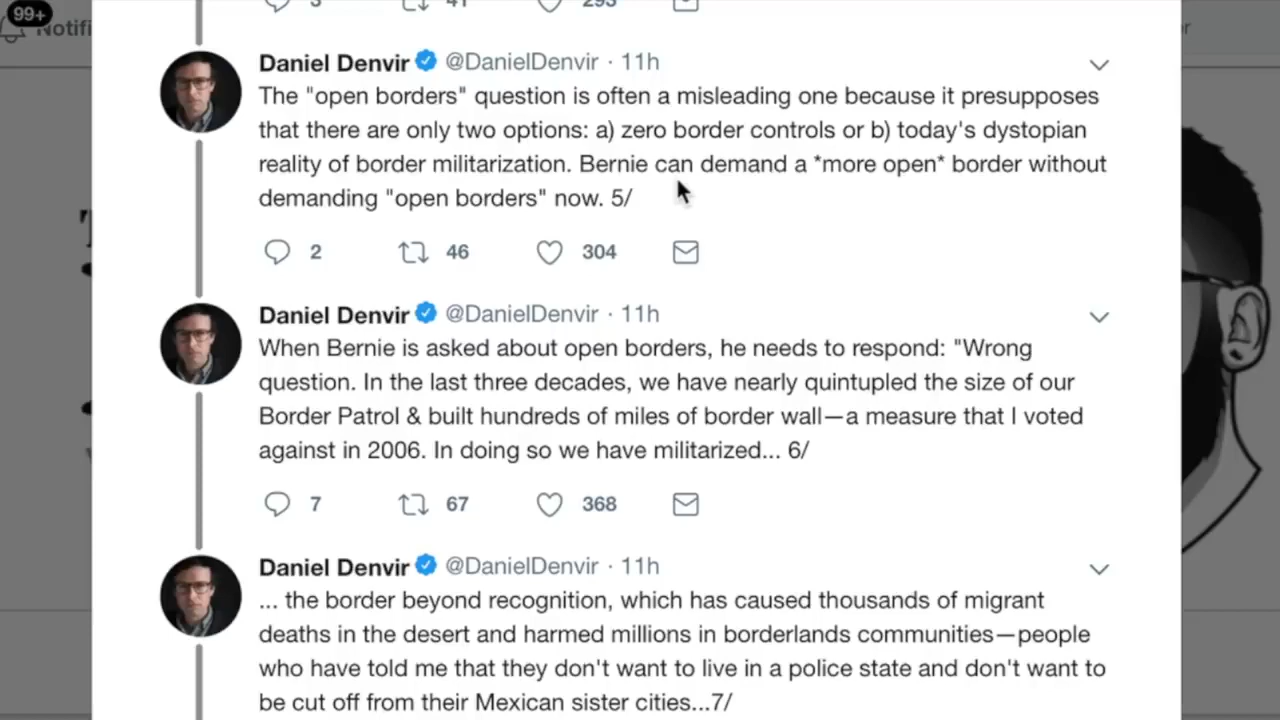 99+
Notifi
3 41 293
Daniel Denvir @DanielDenvir · 11h
The "open borders" question is often a misleading one because it presupposes
that there are only two options: a) zero border controls or b) today's dystopian
reality of border militarization. Bernie can demand a *more open* border without
demanding "open borders" now. 5/
2 46 304
Daniel Denvir @DanielDenvir · 11h
When Bernie is asked about open borders, he needs to respond: "Wrong
question. In the last three decades, we have nearly quintupled the size of our
Border Patrol & built hundreds of miles of border wall—a measure that I voted
against in 2006. In doing so we have militarized... 6/
7 67 368
Daniel Denvir @DanielDenvir · 11h
... the border beyond recognition, which has caused thousands of migrant
deaths in the desert and harmed millions in borderlands communities—people
who have told me that they don't want to live in a police state and don't want to
be cut off from their Mexican sister cities...7/